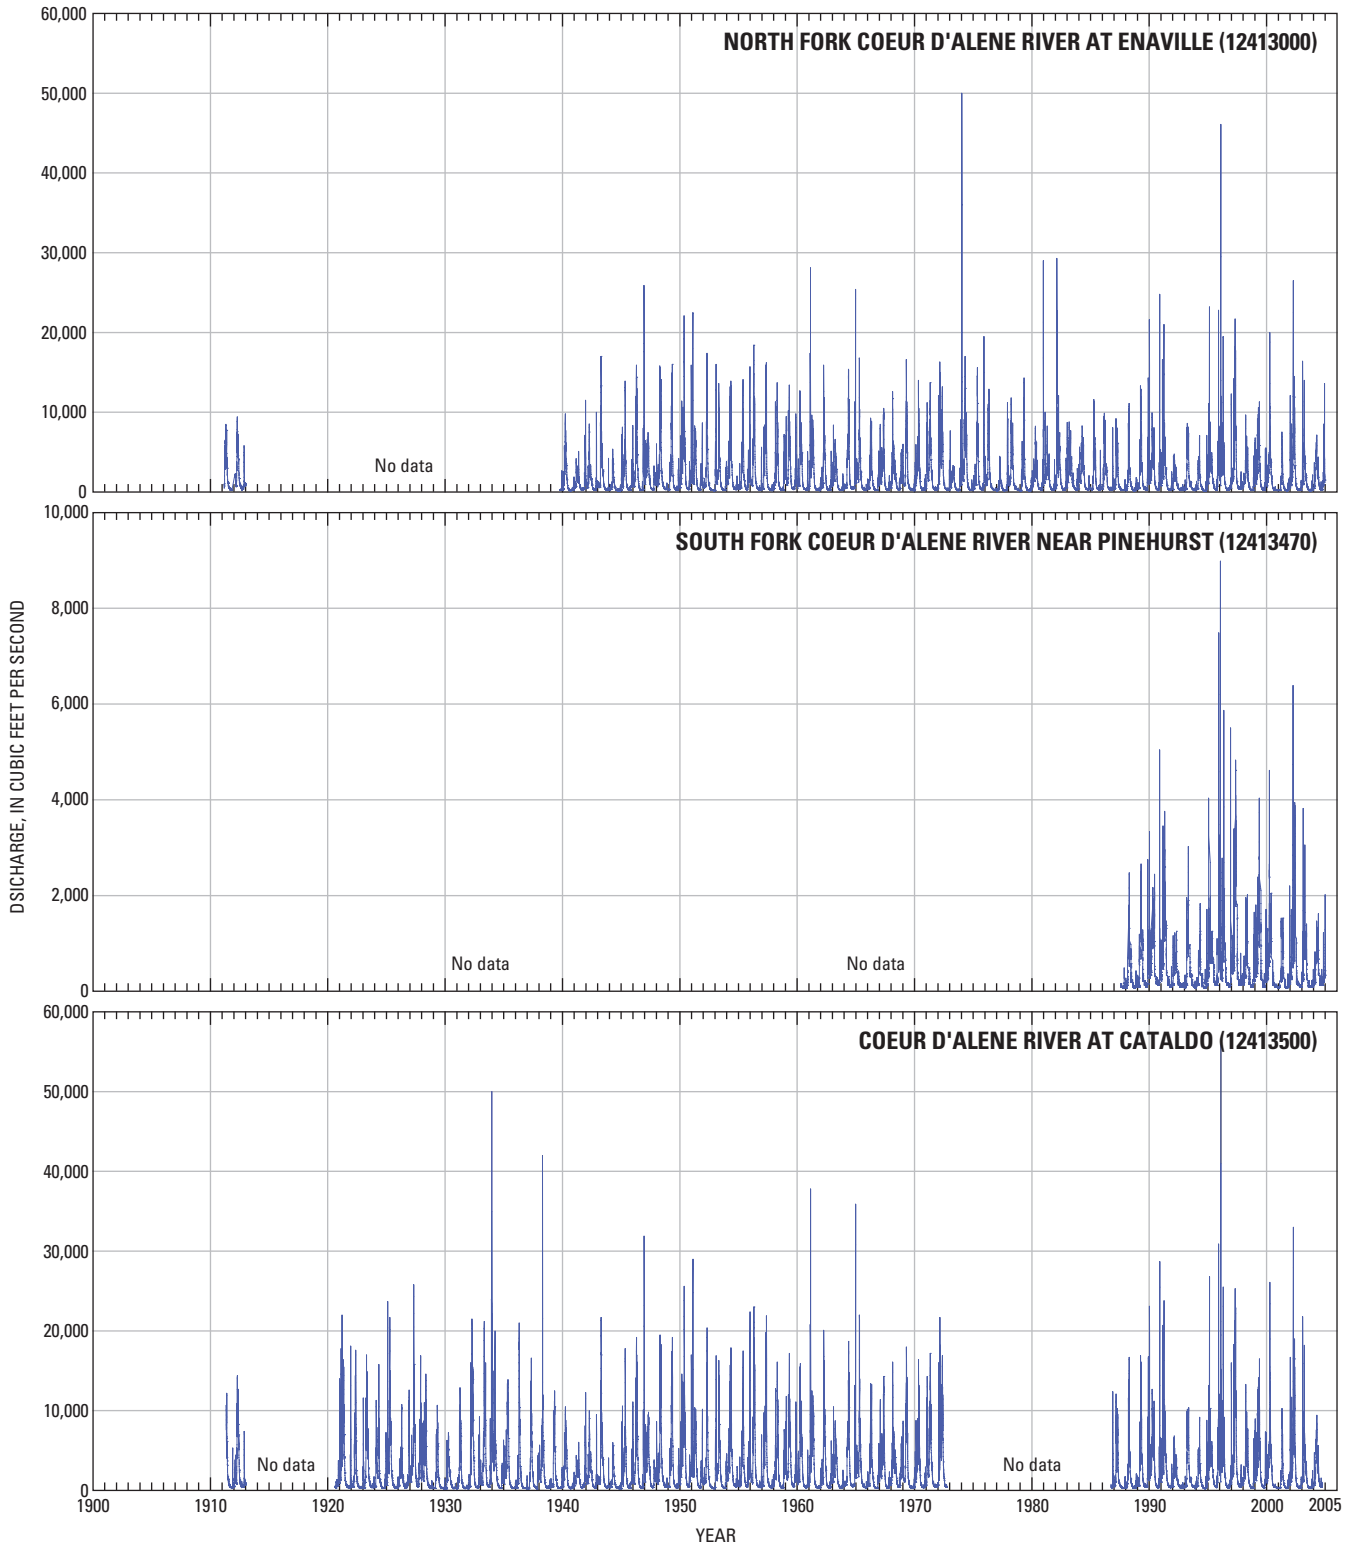 60,000
NORTH FORK COEUR D'ALENE RIVER AT ENAVILLE (12413000)
50,000
40,000
30,000
20,000
10,000
No data
0
10,000
SOUTH FORK COEUR D'ALENE RIVER NEAR PINEHURST (12413470)
8,000
6,000
4,000
2,000
No data No data
0
DSICHARGE, IN CUBIC FEET PER SECOND
60,000
COEUR D'ALENE RIVER AT CATALDO (12413500)
50,000
40,000
30,000
20,000
10,000
No data No data
0
1900 1910 1920 1930 1940 1950 1960 1970 1980 1990 2000 2005
YEAR